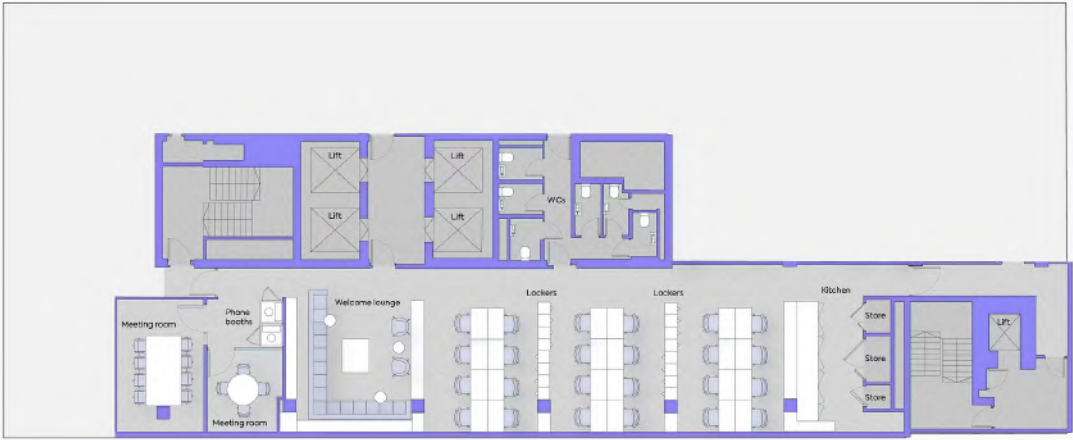 Lift
Lift
Lift
Lift
WCs
Welcome lounge
Lockers
Lockers
Kitchen
Phone
booths
Meeting room
Store
Lift
Store
Store
Meeting room